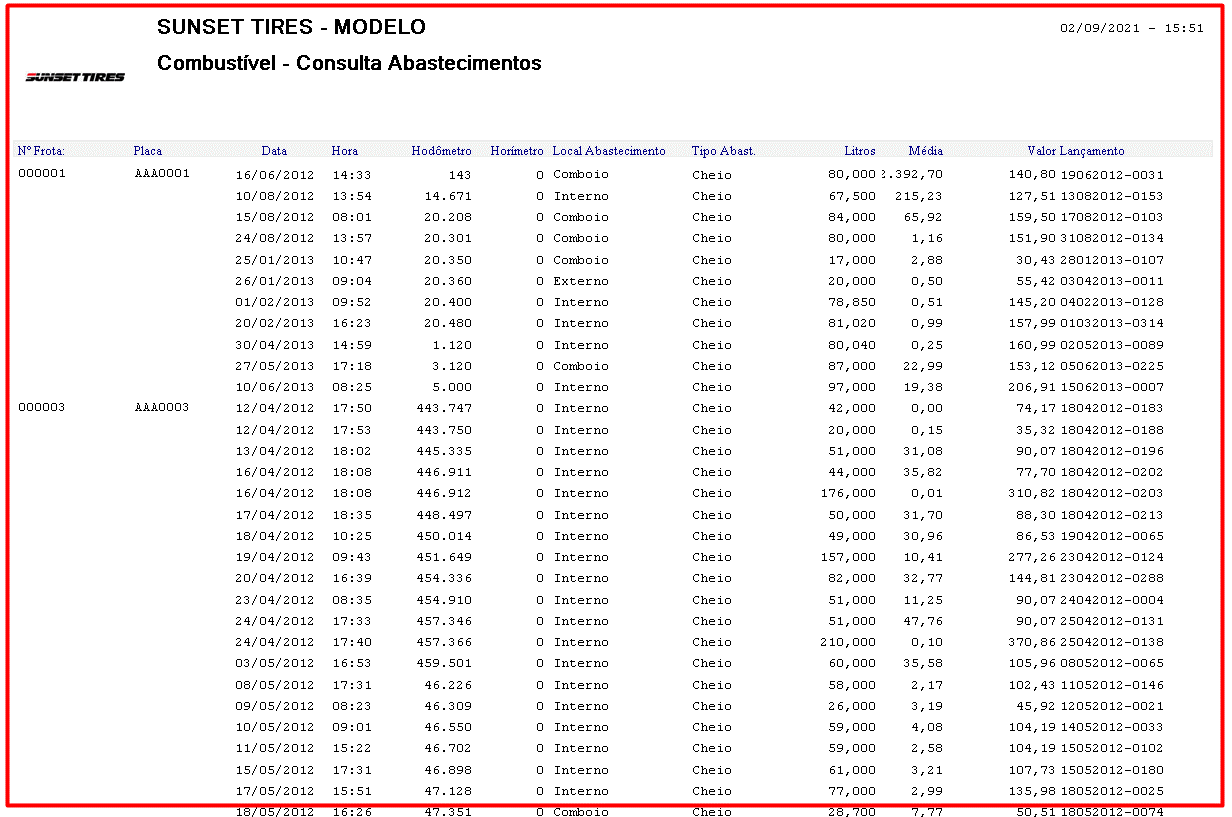 SUNSET TIRES - MODELO 02/09/2021 - 15:51
Combustível - Consulta Abastecimentos
SUNSET TIRES
Nº Frota: Placa Data Hora Hodômetro Horímetro Local Abastecimento Tipo Abast. Litros Média Valor Lançamento
000001 AAA0001 16/06/2012 14:33 143 0 Comboio Cheio 80,000 .392,70 140,80 19062012-0031
10/08/2012 13:54 14.671 0 Interno Cheio 67,500 215,23 127,51 13082012-0153
15/08/2012 08:01 20.208 0 Comboio Cheio 84,000 65,92 159,50 17082012-0103
24/08/2012 13:57 20.301 0 Comboio Cheio 80,000 1,16 151,90 31082012-0134
25/01/2013 10:47 20.350 0 Comboio Cheio 17,000 2,88 30,43 28012013-0107
26/01/2013 09:04 20.360 0 Externo Cheio 20,000 0,50 55,42 03042013-0011
01/02/2013 09:52 20.400 0 Interno Cheio 78,850 0,51 145,20 04022013-0128
20/02/2013 16:23 20.480 0 Interno Cheio 81,020 0,99 157,99 01032013-0314
30/04/2013 14:59 1.120 0 Interno Cheio 80,040 0,25 160,99 02052013-0089
27/05/2013 17:18 3.120 0 Comboio Cheio 87,000 22,99 153,12 05062013-0225
10/06/2013 08:25 5.000 0 Interno Cheio 97,000 19,38 206,91 15062013-0007
000003 AAA0003 12/04/2012 17:50 443.747 0 Interno Cheio 42,000 0,00 74,17 18042012-0183
12/04/2012 17:53 443.750 0 Interno Cheio 20,000 0,15 35,32 18042012-0188
13/04/2012 18:02 445.335 0 Interno Cheio 51,000 31,08 90,07 18042012-0196
16/04/2012 18:08 446.911 0 Interno Cheio 44,000 35,82 77,70 18042012-0202
16/04/2012 18:08 446.912 0 Interno Cheio 176,000 0,01 310,82 18042012-0203
17/04/2012 18:35 448.497 0 Interno Cheio 50,000 31,70 88,30 18042012-0213
18/04/2012 10:25 450.014 0 Interno Cheio 49,000 30,96 86,53 19042012-0065
19/04/2012 09:43 451.649 0 Interno Cheio 157,000 10,41 277,26 23042012-0124
20/04/2012 16:39 454.336 0 Interno Cheio 82,000 32,77 144,81 23042012-0288
23/04/2012 08:35 454.910 0 Interno Cheio 51,000 11,25 90,07 24042012-0004
24/04/2012 17:33 457.346 0 Interno Cheio 51,000 47,76 90,07 25042012-0131
24/04/2012 17:40 457.366 0 Interno Cheio 210,000 0,10 370,86 25042012-0138
03/05/2012 16:53 459.501 0 Interno Cheio 60,000 35,58 105,96 08052012-0065
08/05/2012 17:31 46.226 0 Interno Cheio 58,000 2,17 102,43 11052012-0146
09/05/2012 08:23 46.309 0 Interno Cheio 26,000 3,19 45,92 12052012-0021
10/05/2012 09:01 46.550 0 Interno Cheio 59,000 4,08 104,19 14052012-0033
11/05/2012 15:22 46.702 0 Interno Cheio 59,000 2,58 104,19 15052012-0102
15/05/2012 17:31 46.898 0 Interno Cheio 61,000 3,21 107,73 15052012-0180
17/05/2012 15:51 47.128 0 Interno Cheio 77,000 2,99 135,98 18052012-0025
18/05/2012 16:26 47.351 0 Comboio Cheio 28,700 7,77 50,51 18052012-0074